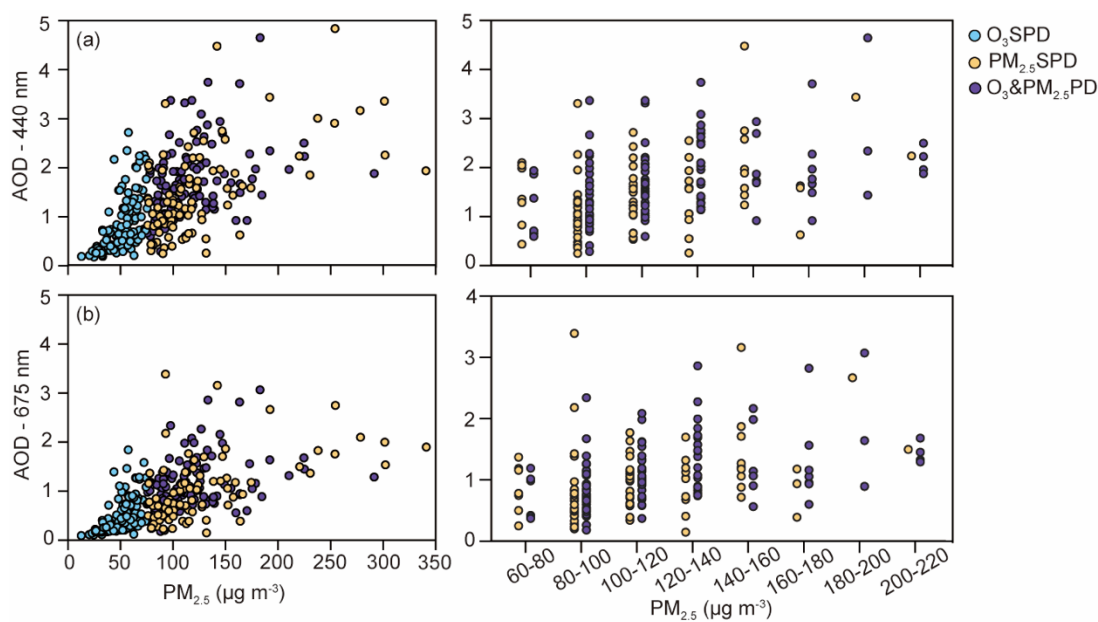 (a)
AOD - 440 nm
5
4
3
2
1
0
5
4
3
2
1
0
O₃SPD
PM₂.₅SPD
O₃&PM₂.₅PD
(b)
AOD - 675 nm
5
4
3
2
1
0
0 50 100 150 200 250 300 350
PM₂.₅ (µg m⁻³)
4
3
2
1
0
60-80 80-100 100-120 120-140 140-160 160-180 180-200 200-220
PM₂.₅ (µg m⁻³)